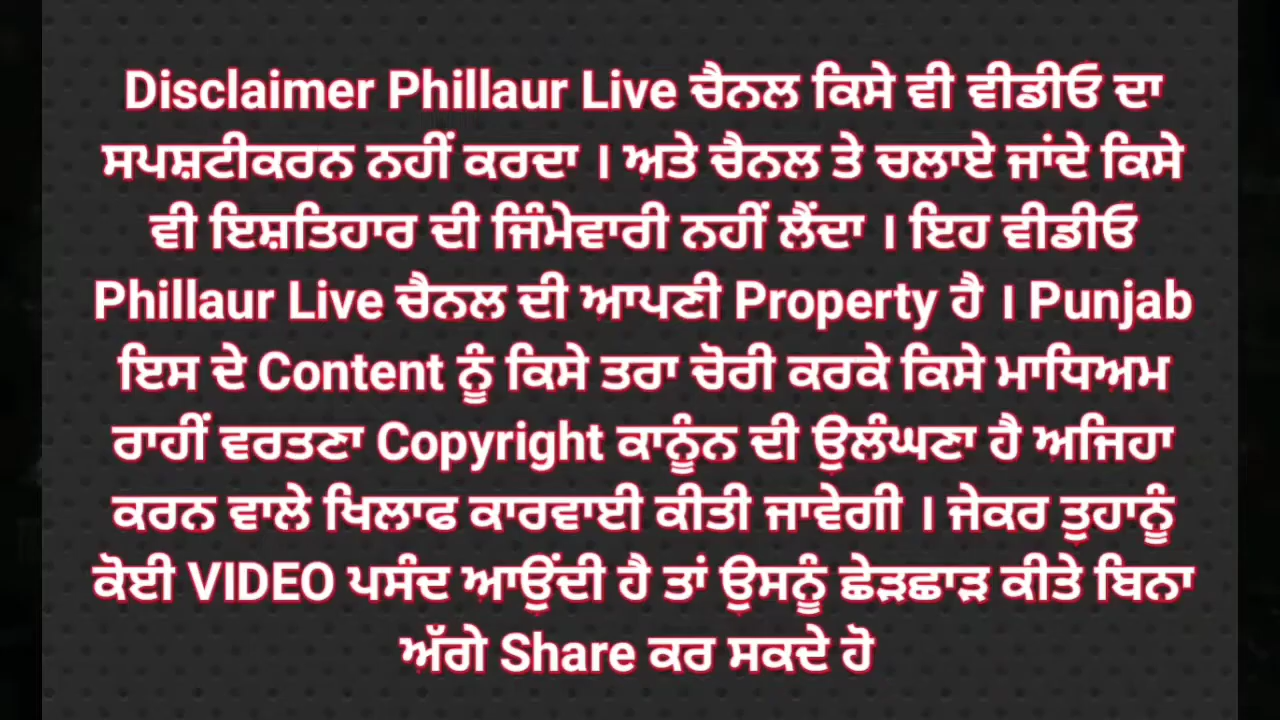 Disclaimer Phillaur Live ਚੈਨਲ ਕਿਸੇ ਵੀ ਵੀਡੀਓ ਦਾ
ਸਪਸ਼ਟੀਕਰਨ ਨਹੀਂ ਕਰਦਾ । ਅਤੇ ਚੈਨਲ ਤੇ ਚਲਾਏ ਜਾਂਦੇ ਕਿਸੇ
ਵੀ ਇਸ਼ਤਿਹਾਰ ਦੀ ਜਿੰਮੇਵਾਰੀ ਨਹੀਂ ਲੈਂਦਾ । ਇਹ ਵੀਡੀਓ
Phillaur Live ਚੈਨਲ ਦੀ ਆਪਣੀ Property ਹੈ । Punjab
ਇਸ ਦੇ Content ਨੂੰ ਕਿਸੇ ਤਰਾ ਚੋਰੀ ਕਰਕੇ ਕਿਸੇ ਮਾਧਿਅਮ
ਰਾਹੀਂ ਵਰਤਣਾ Copyright ਕਾਨੂੰਨ ਦੀ ਉਲੰਘਣਾ ਹੈ ਅਜਿਹਾ
ਕਰਨ ਵਾਲੇ ਖਿਲਾਫ ਕਾਰਵਾਈ ਕੀਤੀ ਜਾਵੇਗੀ । ਜੇਕਰ ਤੁਹਾਨੂੰ
ਕੋਈ VIDEO ਪਸੰਦ ਆਉਂਦੀ ਹੈ ਤਾਂ ਉਸਨੂੰ ਛੇੜਛਾੜ ਕੀਤੇ ਬਿਨਾ
ਅੱਗੇ Share ਕਰ ਸਕਦੇ ਹੋ